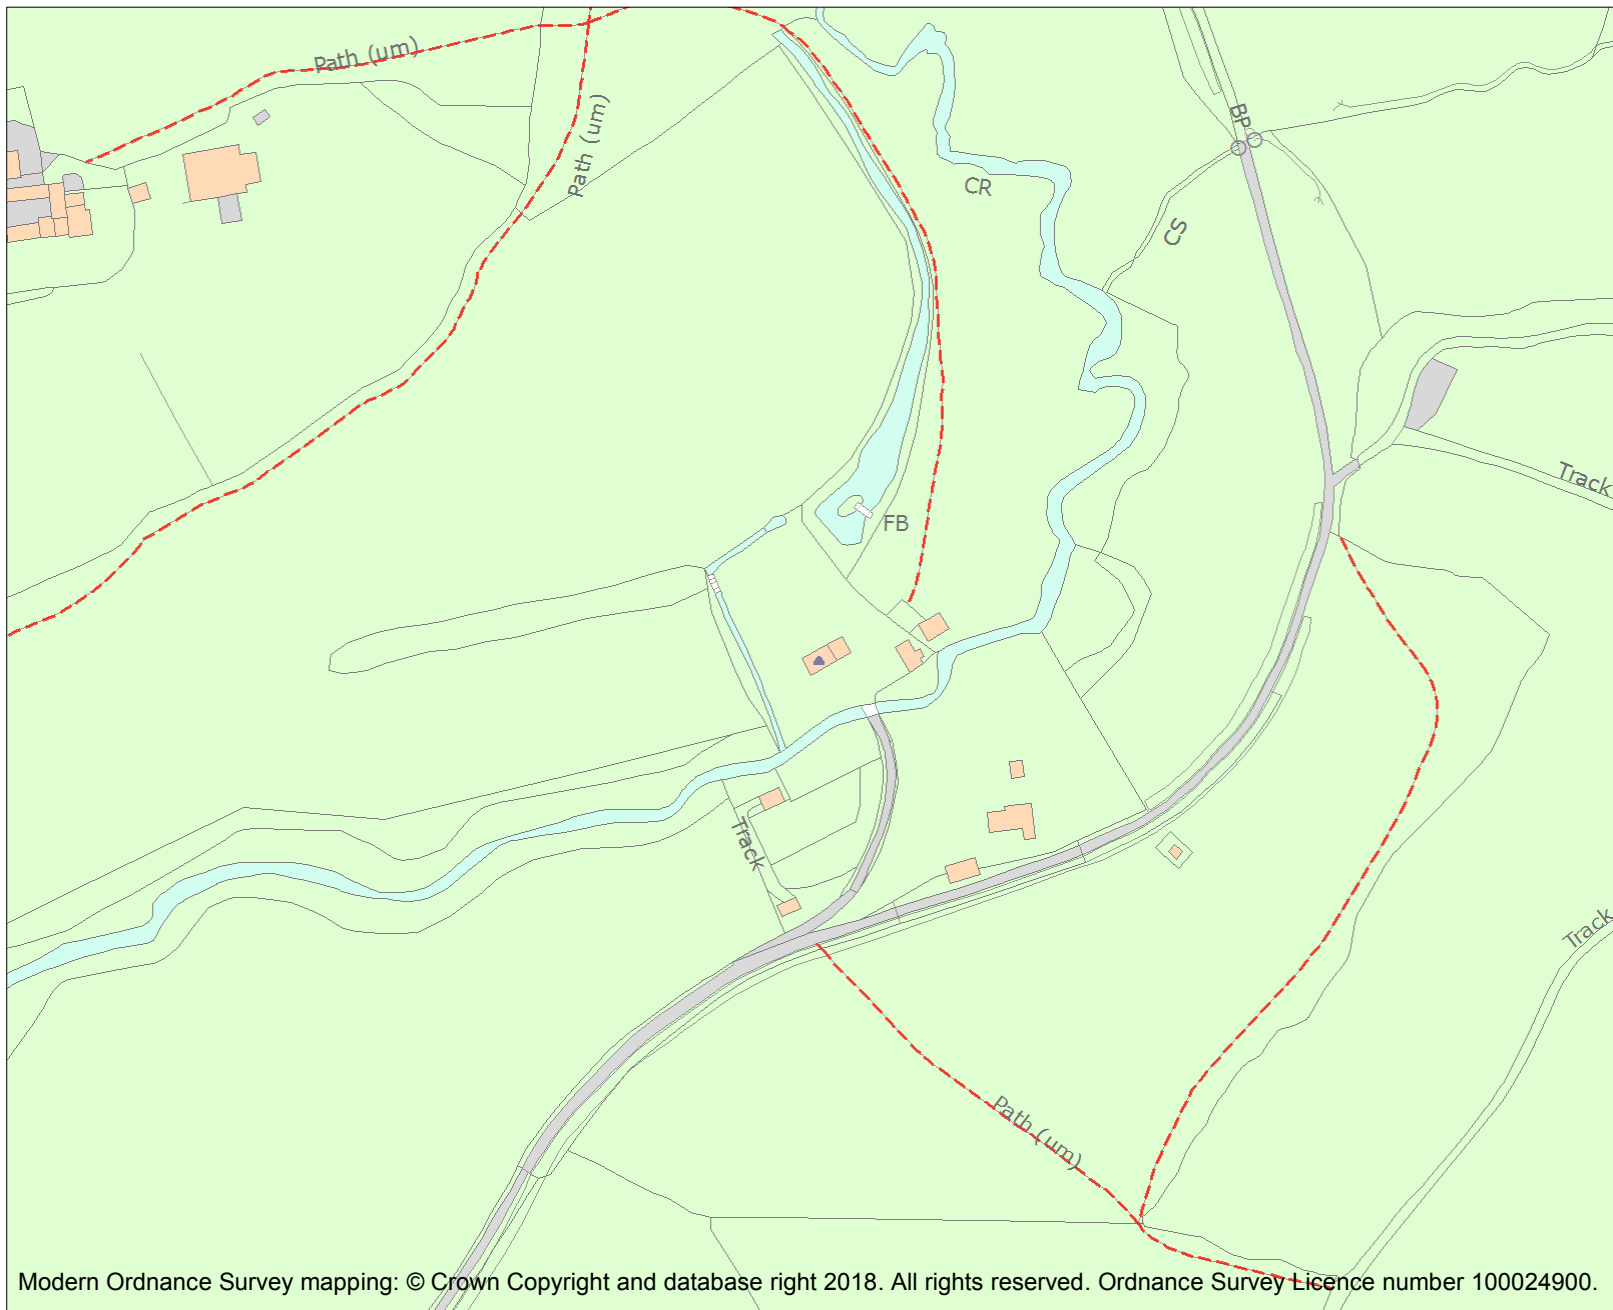 Path (um)
Path (um)
BP
CR
CS
Track
FB
Track
Track
Path (um)
Modern Ordnance Survey mapping: © Crown Copyright and database right 2018. All rights reserved. Ordnance Survey Licence number 100024900.